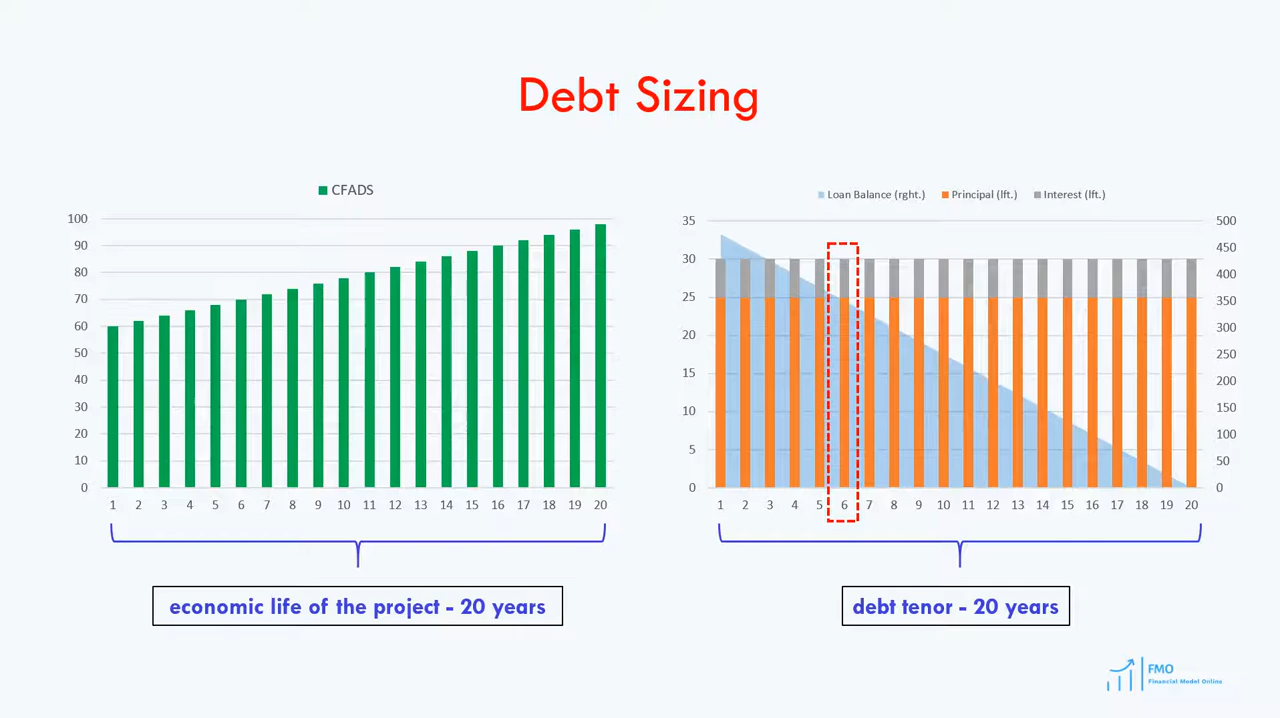 Debt Sizing
CFADS
100
90
80
70
60
50
40
30
20
10
0
1 2 3 4 5 6 7 8 9 10 11 12 13 14 15 16 17 18 19 20
economic life of the project - 20 years
Loan Balance (rght.) Principal (lft.) Interest (lft.)
35 500
450
30 400
25 350
300
20 250
15 200
150
10 100
5 50
0 0
1 2 3 4 5 6 7 8 9 10 11 12 13 14 15 16 17 18 19 20
debt tenor - 20 years
FMO
Financial Model Online